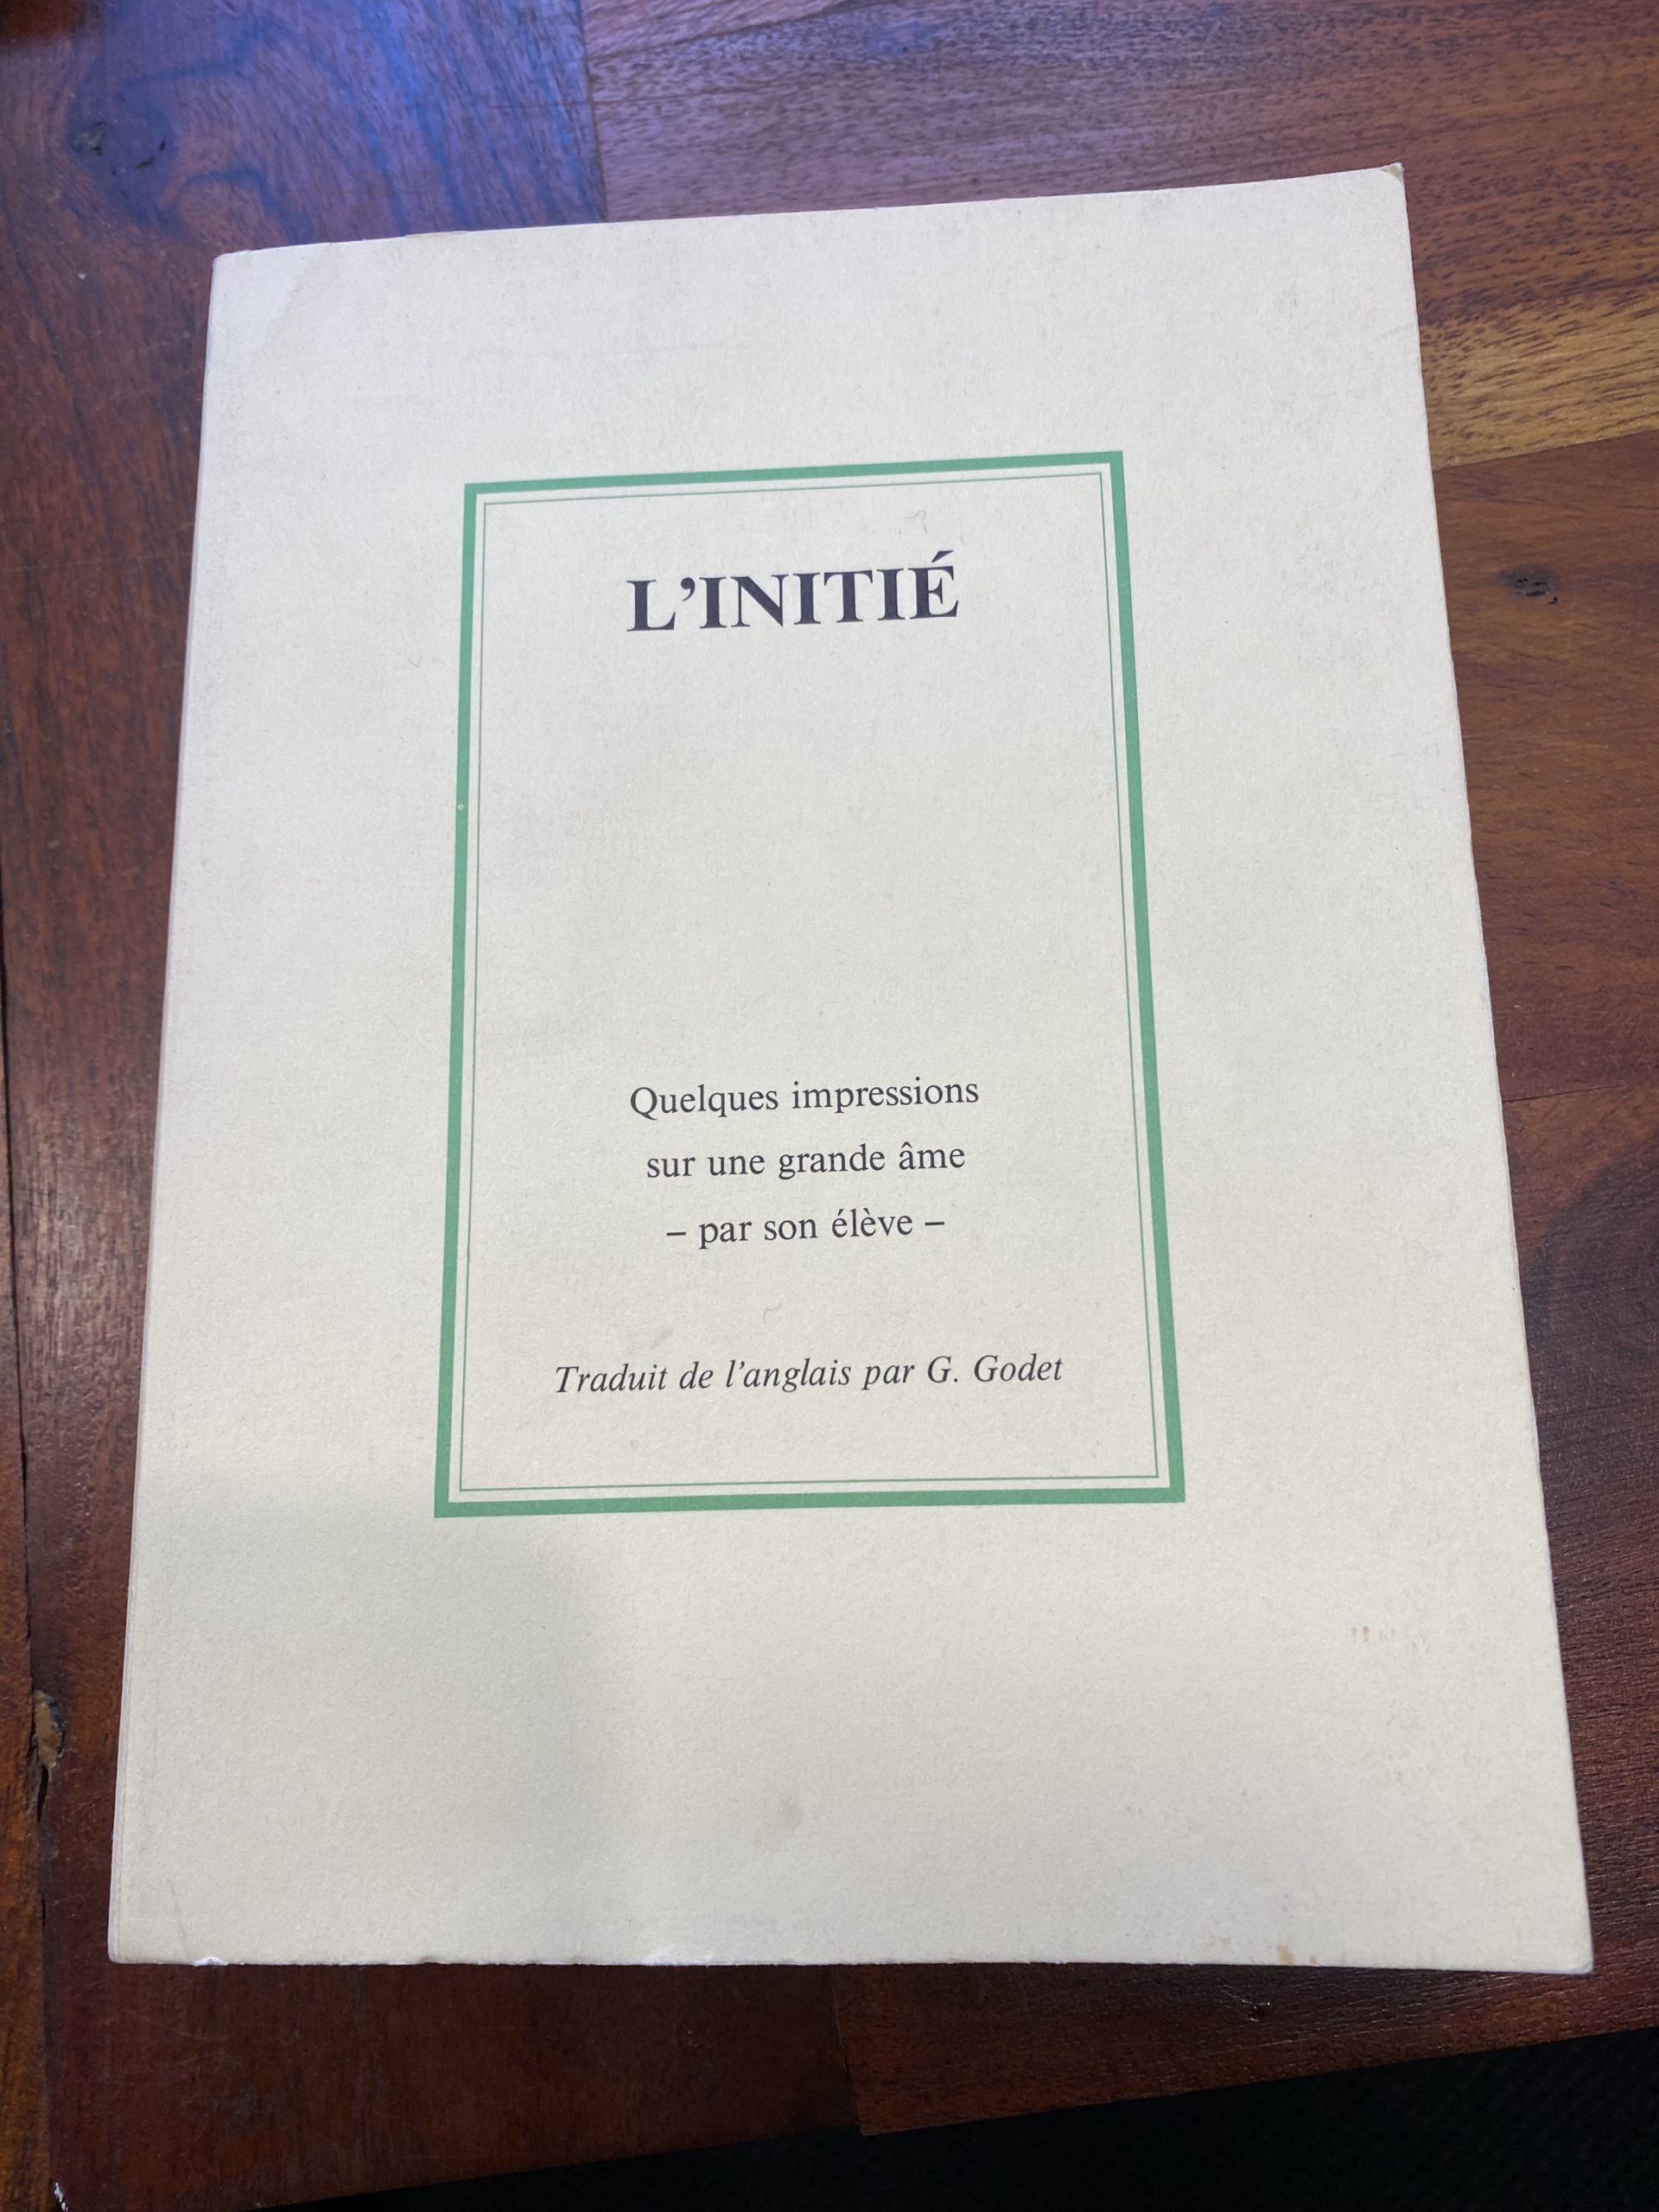 L’INITIÉ
Quelques impressions
sur une grande âme
– par son élève –
Traduit de l’anglais par G. Godet